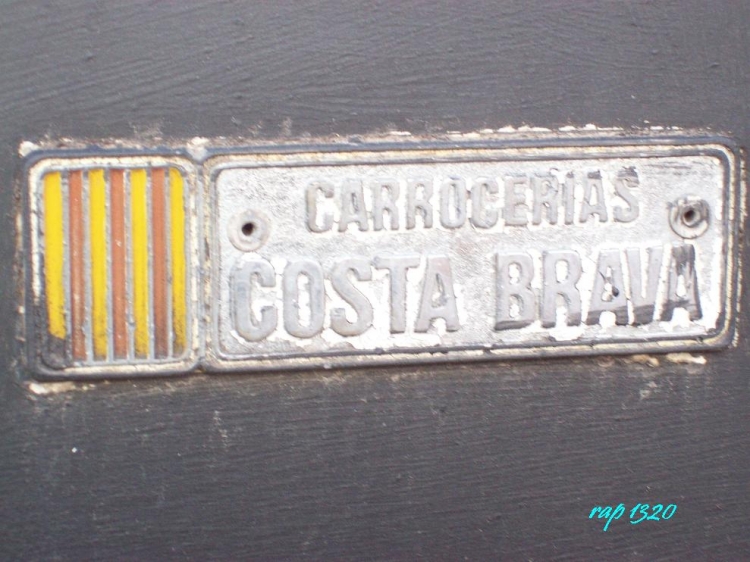 CARROCERIAS
COSTA BRAVA
rap 1320